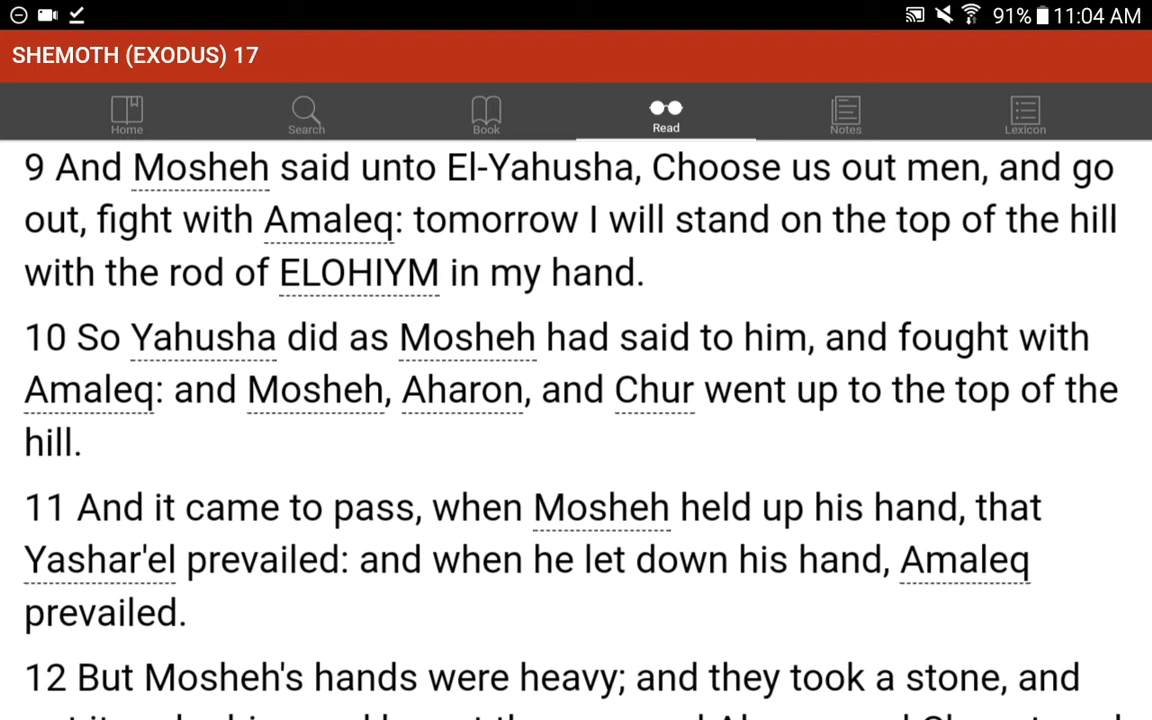 91% 11:04 AM
SHEMOTH (EXODUS) 17
Home Search Book Read Notes Lexicon
9 And Mosheh said unto El-Yahusha, Choose us out men, and go
out, fight with Amaleq: tomorrow I will stand on the top of the hill
with the rod of ELOHIYM in my hand.
10 So Yahusha did as Mosheh had said to him, and fought with
Amaleq: and Mosheh, Aharon, and Chur went up to the top of the
hill.
11 And it came to pass, when Mosheh held up his hand, that
Yashar'el prevailed: and when he let down his hand, Amaleq
prevailed.
12 But Mosheh's hands were heavy; and they took a stone, and